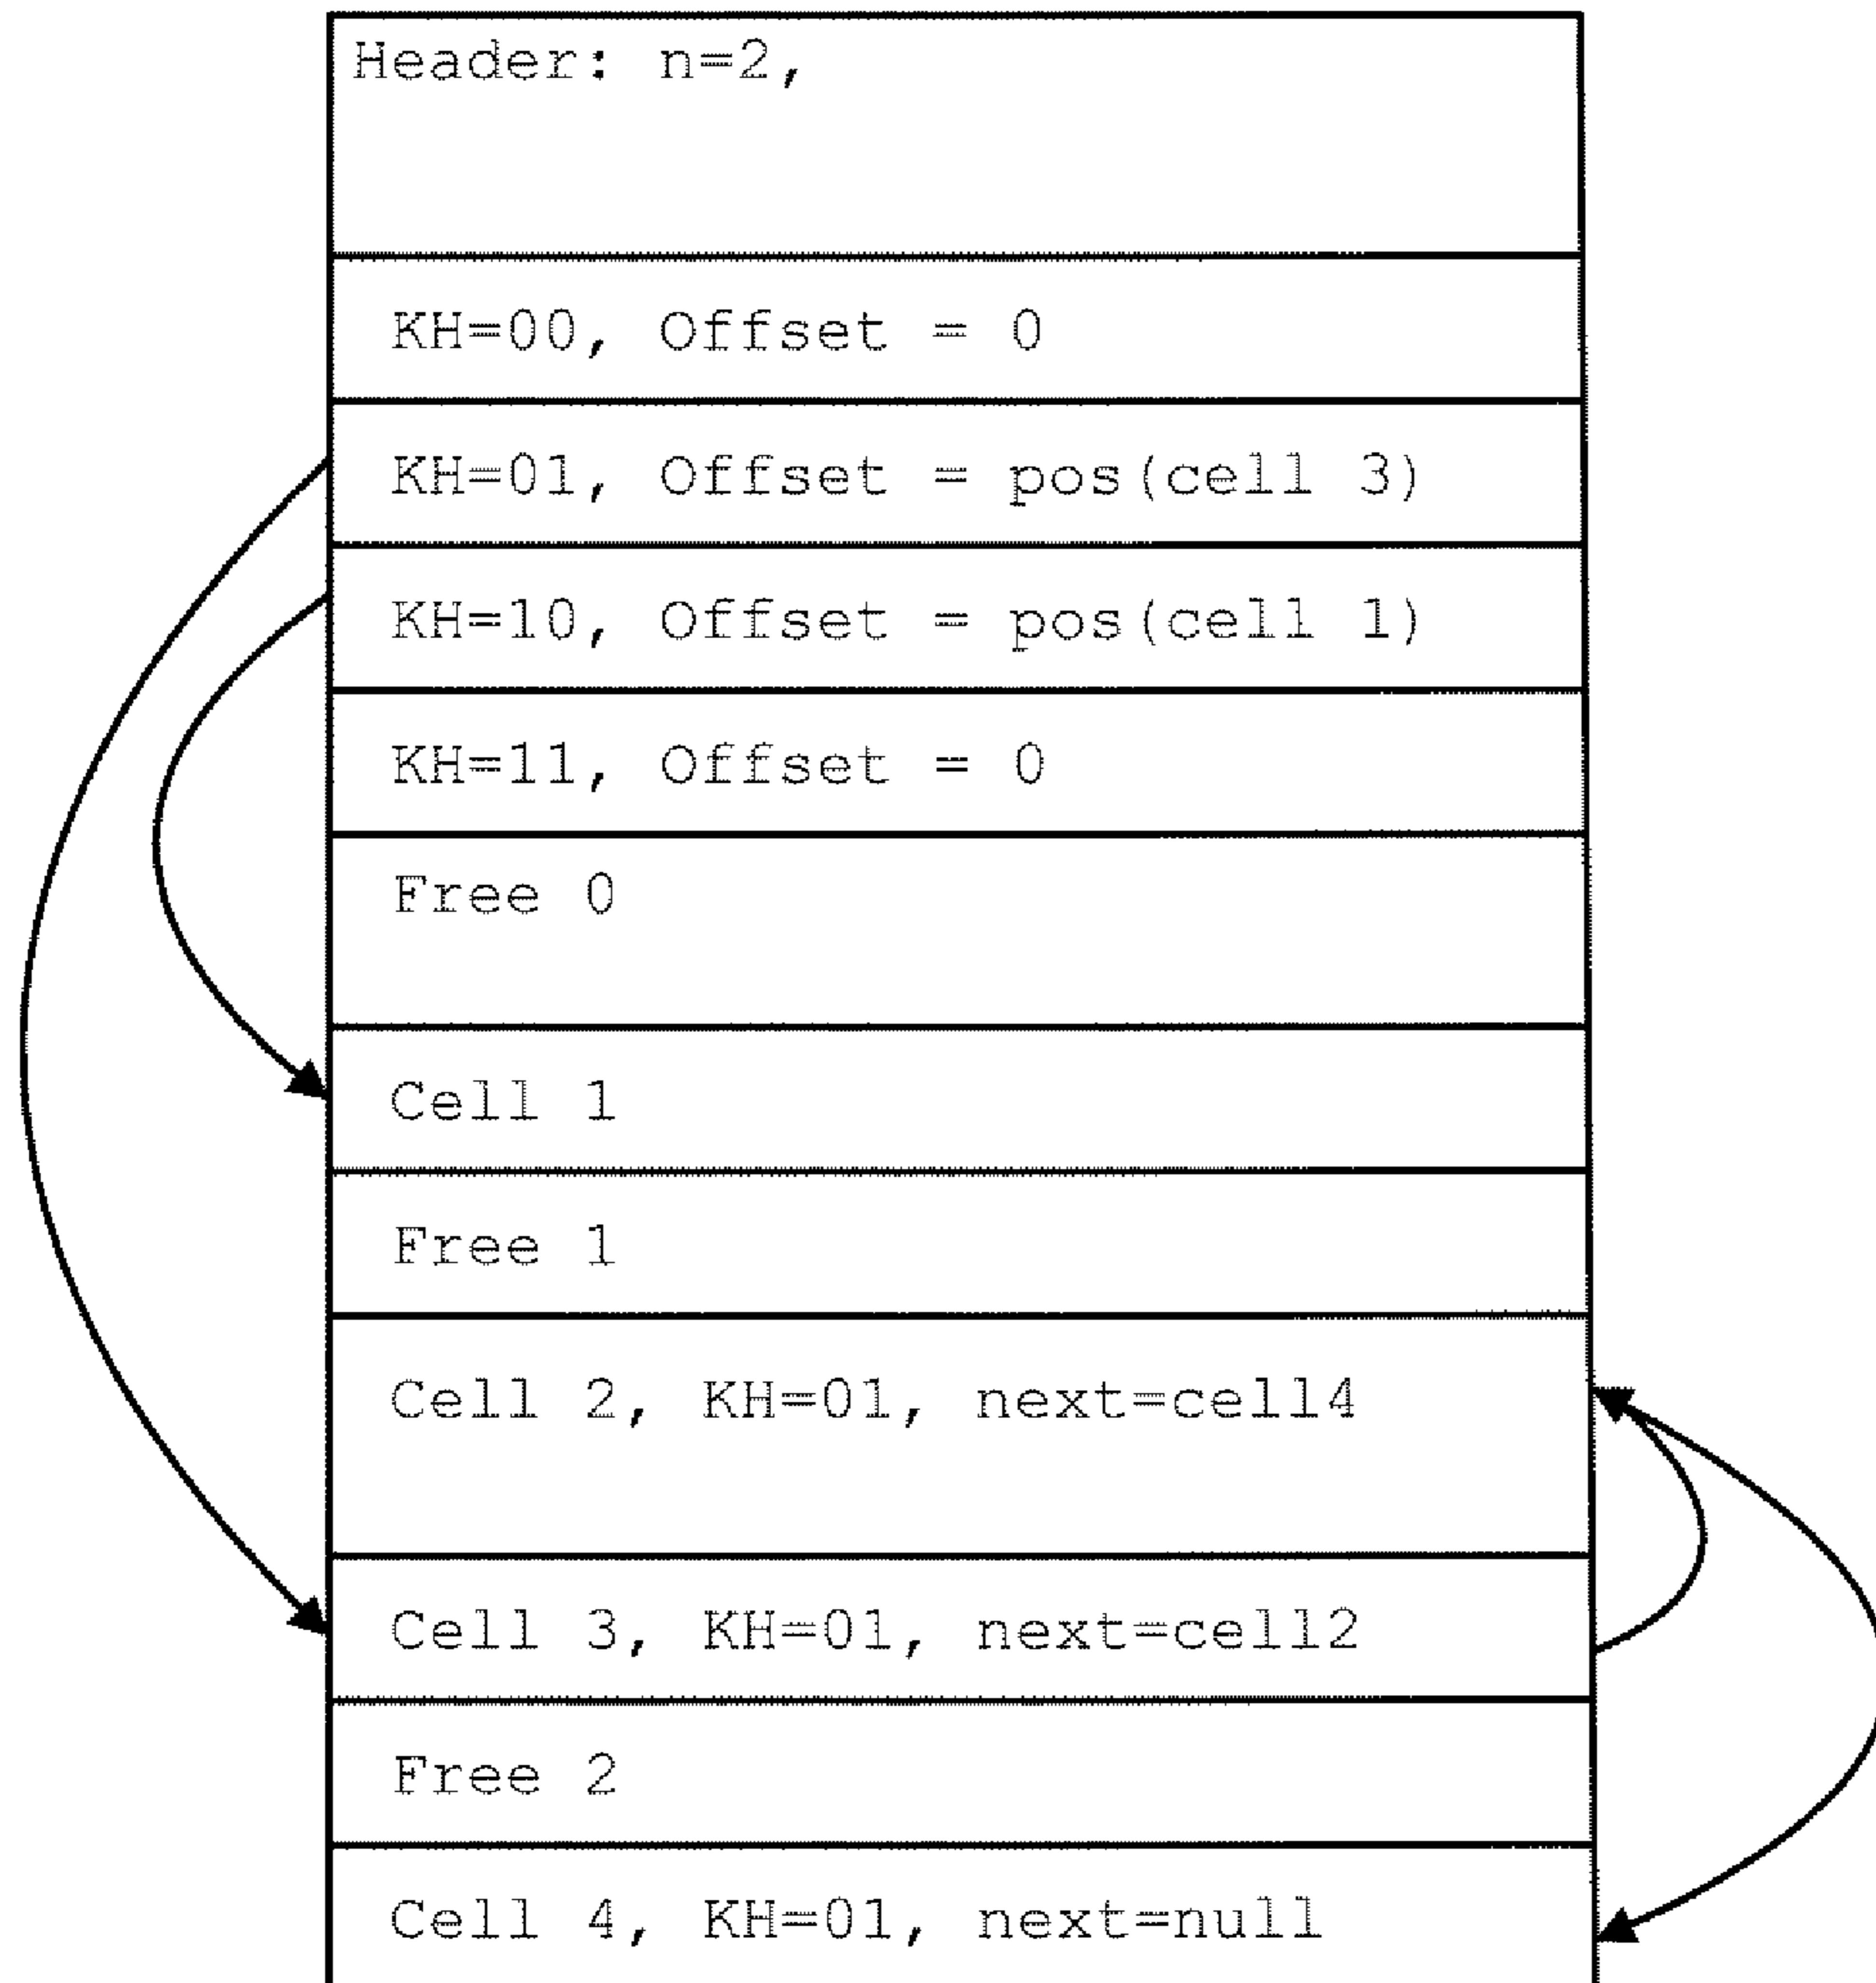 Header: n=2,
KH=00, Offset = 0
KH=01, Offset = pos(cell 3)
KH=10, Offset = pos(cell 1)
KH=11, Offset = 0
Free 0
Cell 1
Free 1
Cell 2, KH=01, next=cell4
Cell 3, KH=01, next=cell2
Free 2
Cell 4, KH=01, next=null